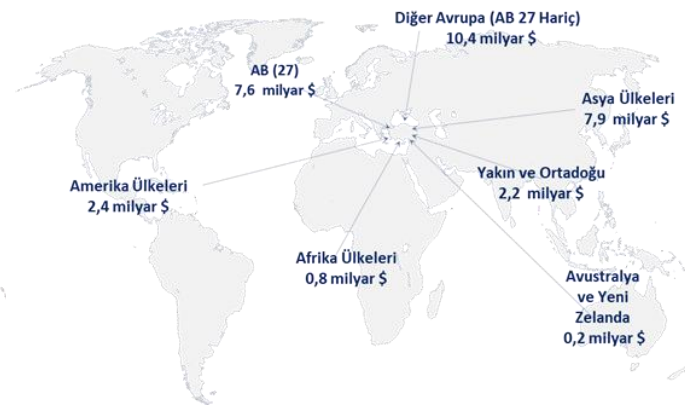 Diğer Avrupa (AB 27 Hariç)
10,4 milyar $
AB (27)
7,6 milyar $
Asya Ülkeleri
7,9 milyar $
Yakın ve Ortadoğu
2,2 milyar $
Amerika Ülkeleri
2,4 milyar $
Afrika Ülkeleri
0,8 milyar $
Avustralya
ve Yeni
Zelanda
0,2 milyar $